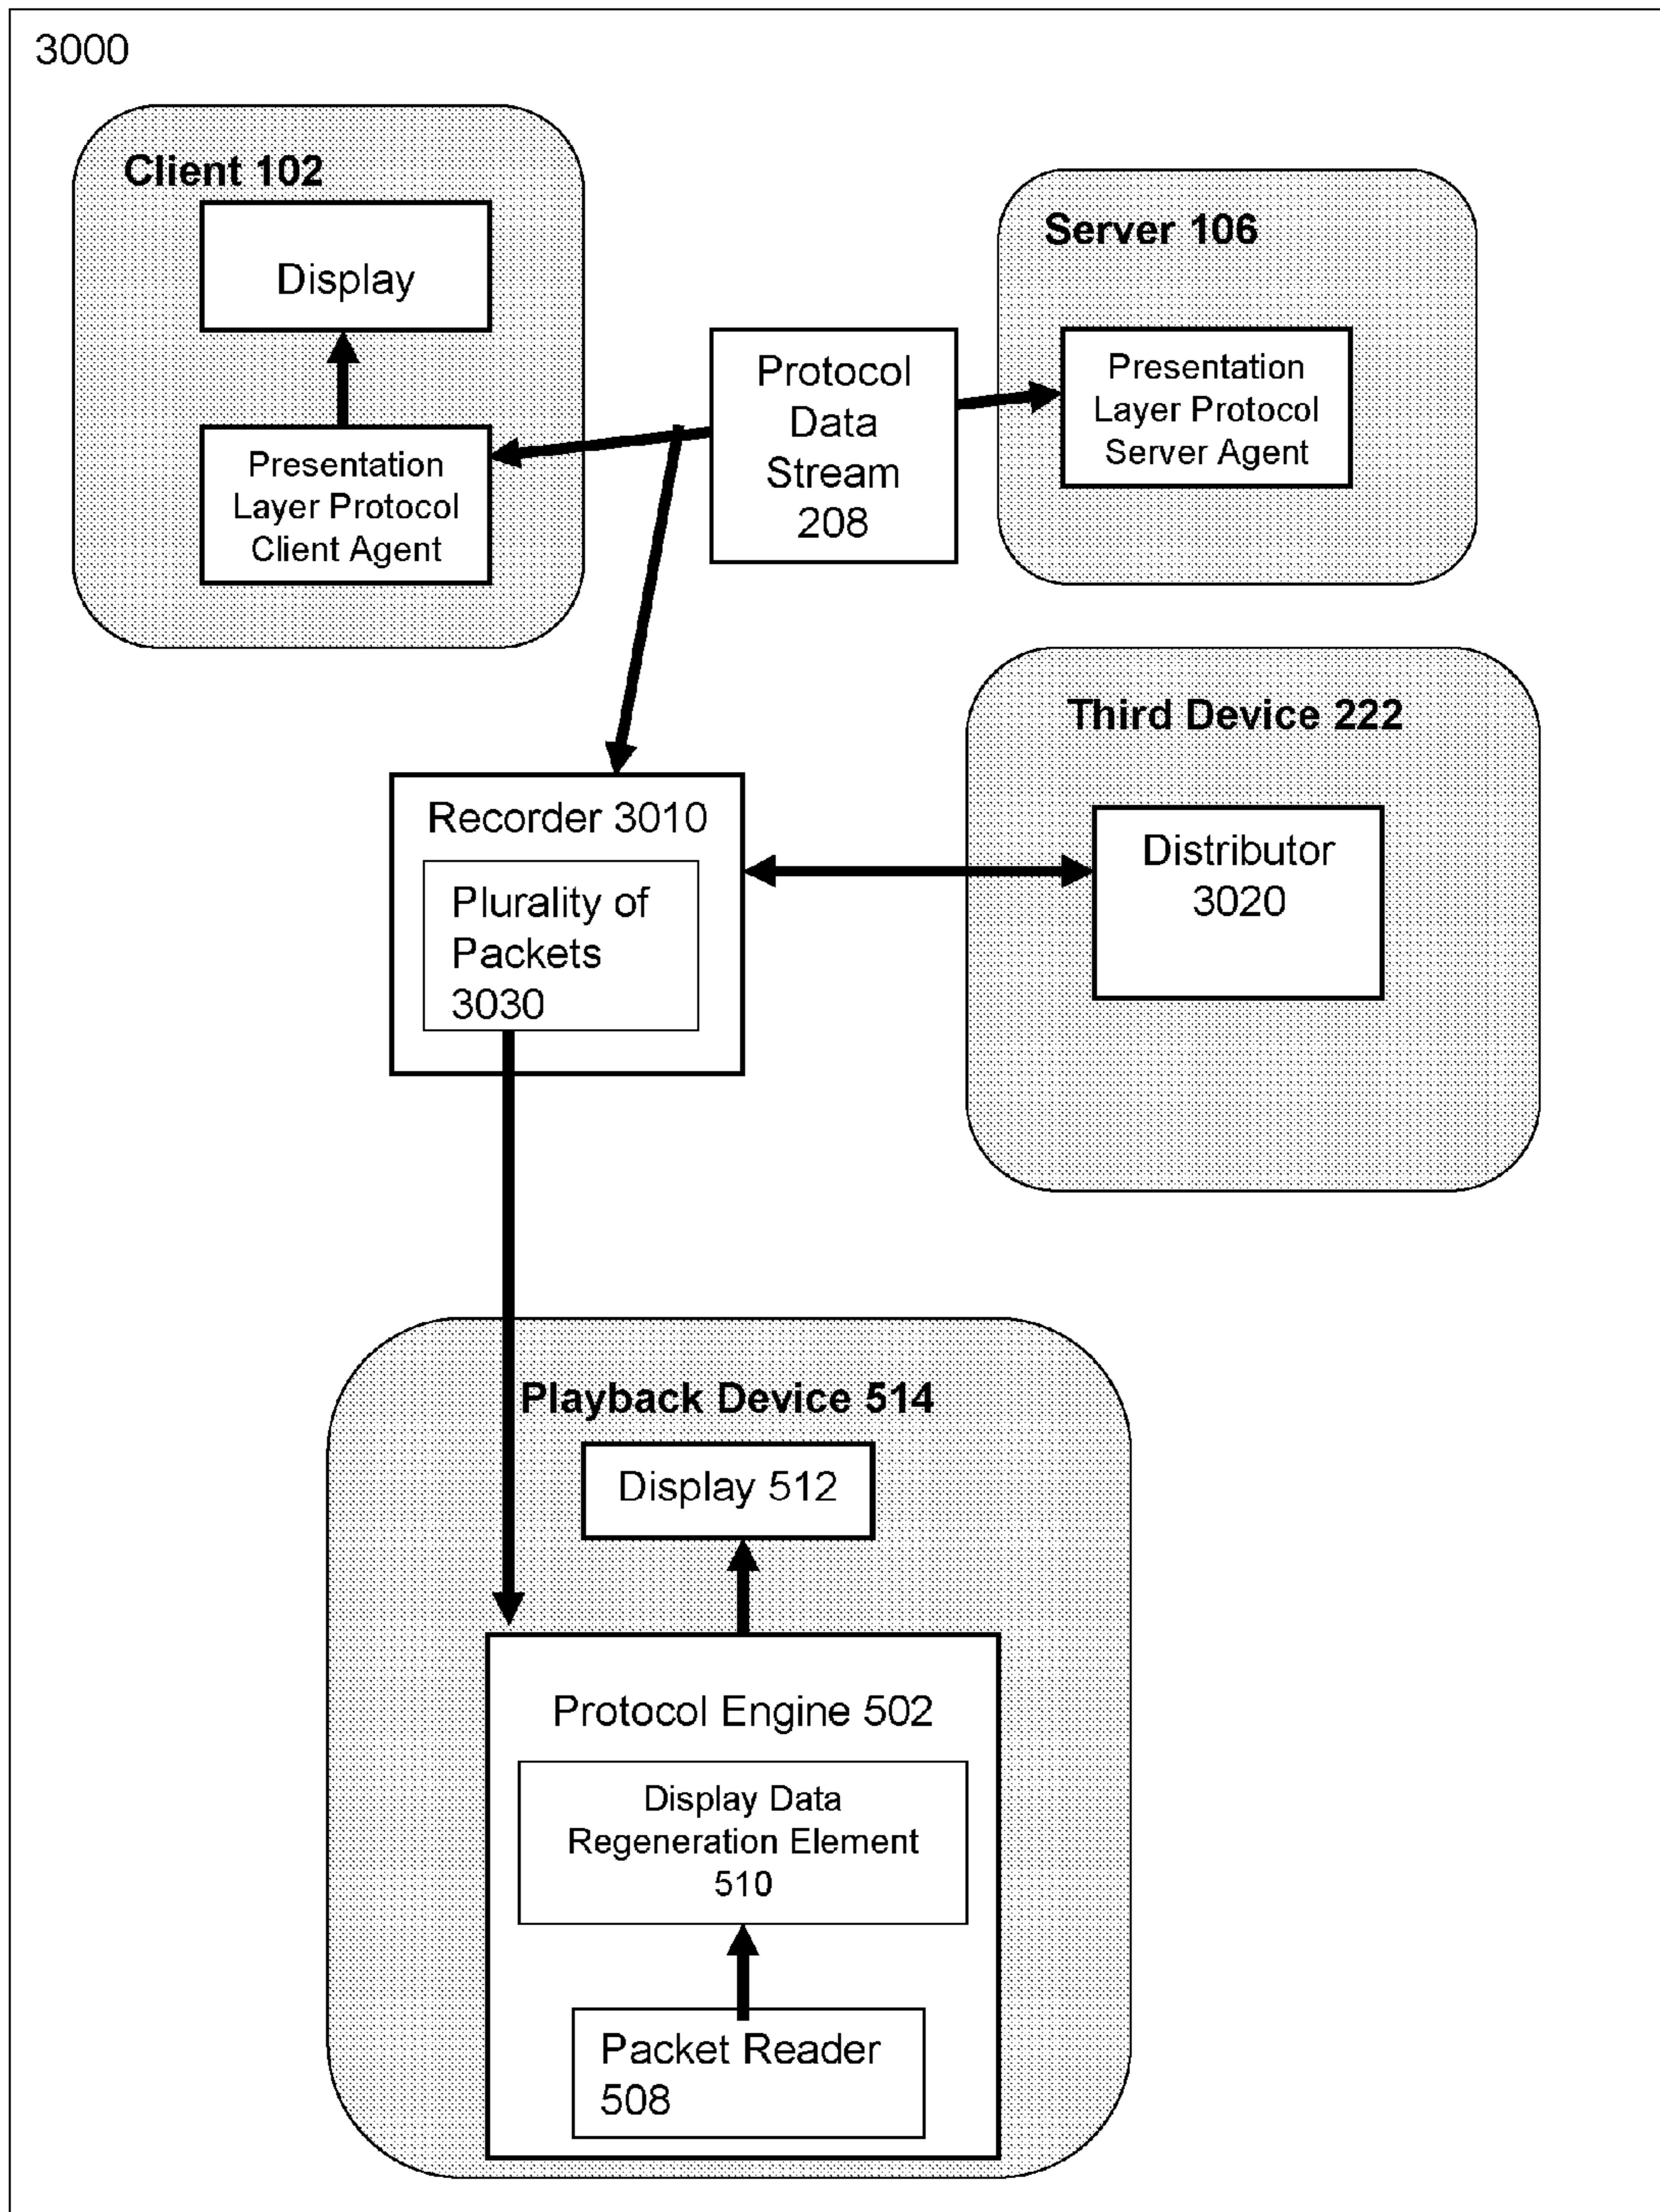 3000
Client 102
Display
Presentation
Layer Protocol
Client Agent
Protocol
Data
Stream
208
Server 106
Presentation
Layer Protocol
Server Agent
Third Device 222
Distributor
3020
Recorder 3010
Plurality of
Packets
3030
Playback Device 514
Display 512
Protocol Engine 502
Display Data
Regeneration Element
510
Packet Reader
508